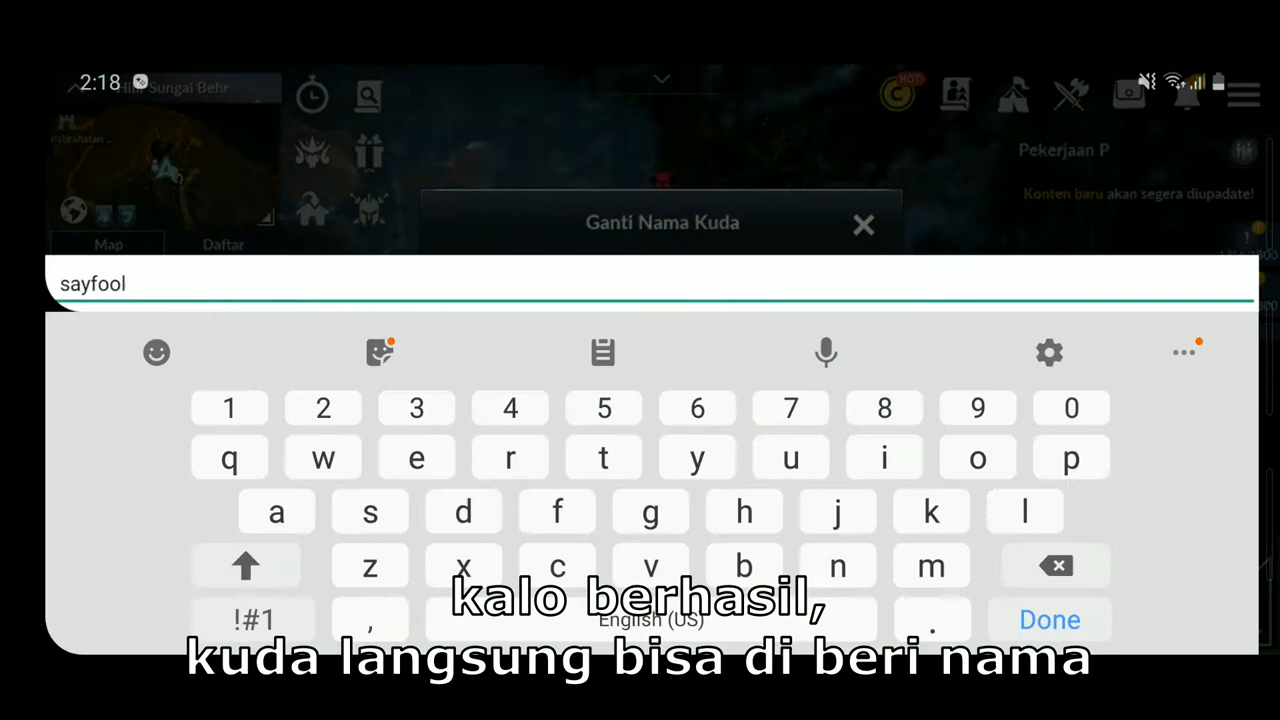 2:18
Hilir Sungai Behr
HOT
Pekerjaan P
Konten baru akan segera diupdate!
Ganti Nama Kuda
Map Daftar
sayfool
1 2 3 4 5 6 7 8 9 0
q w e r t y u i o p
a s d f g h j k l
z x c v b n m
!#1 , English (US) . Done
kalo berhasil,
kuda langsung bisa di beri nama